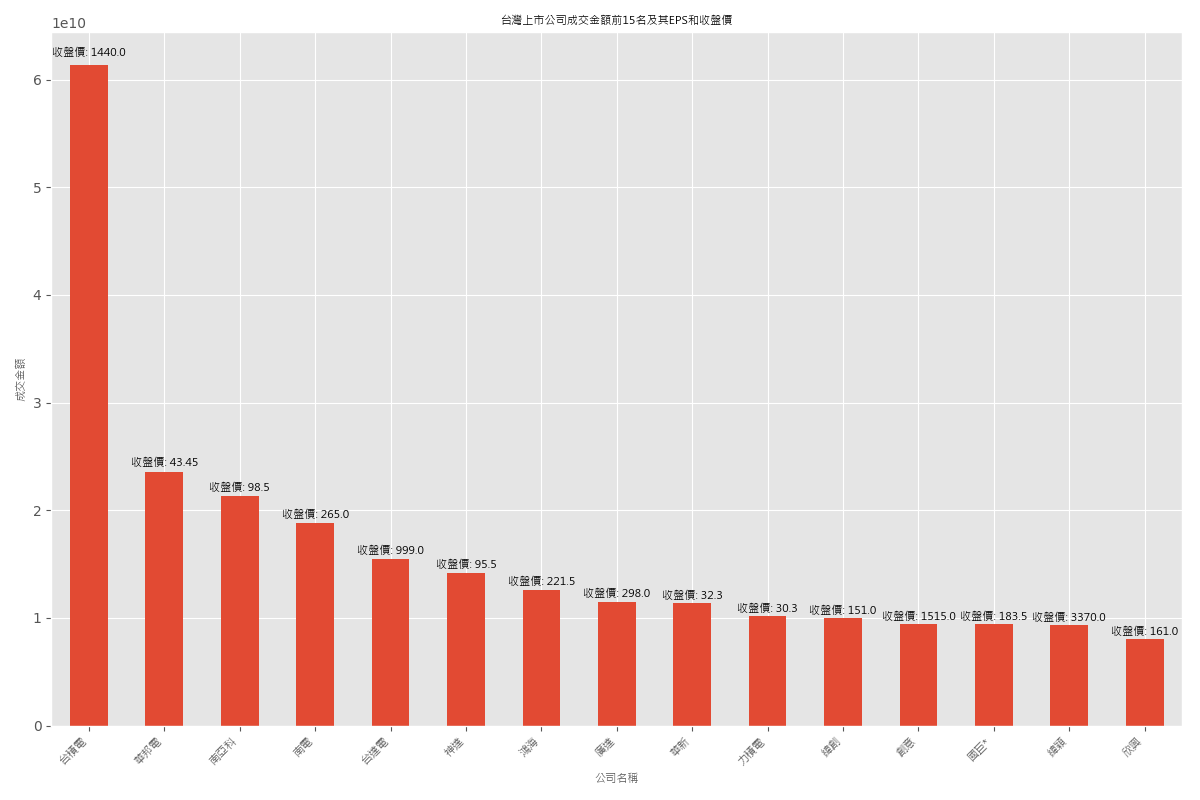 台灣上市公司成交金額前15名及其EPS和收盤價
1e10
6
5
4
3
2
1
0
成交金額
收盤價: 1440.0
收盤價: 43.45
收盤價: 98.5
收盤價: 265.0
收盤價: 999.0
收盤價: 95.5
收盤價: 221.5
收盤價: 298.0
收盤價: 32.3
收盤價: 30.3
收盤價: 151.0
收盤價: 1515.0
收盤價: 183.5
收盤價: 3370.0
收盤價: 161.0
台積電
華邦電
南亞科
南電
台達電
神達
鴻海
廣達
華新
力積電
緯創
創意
國巨*
緯穎
欣興
公司名稱